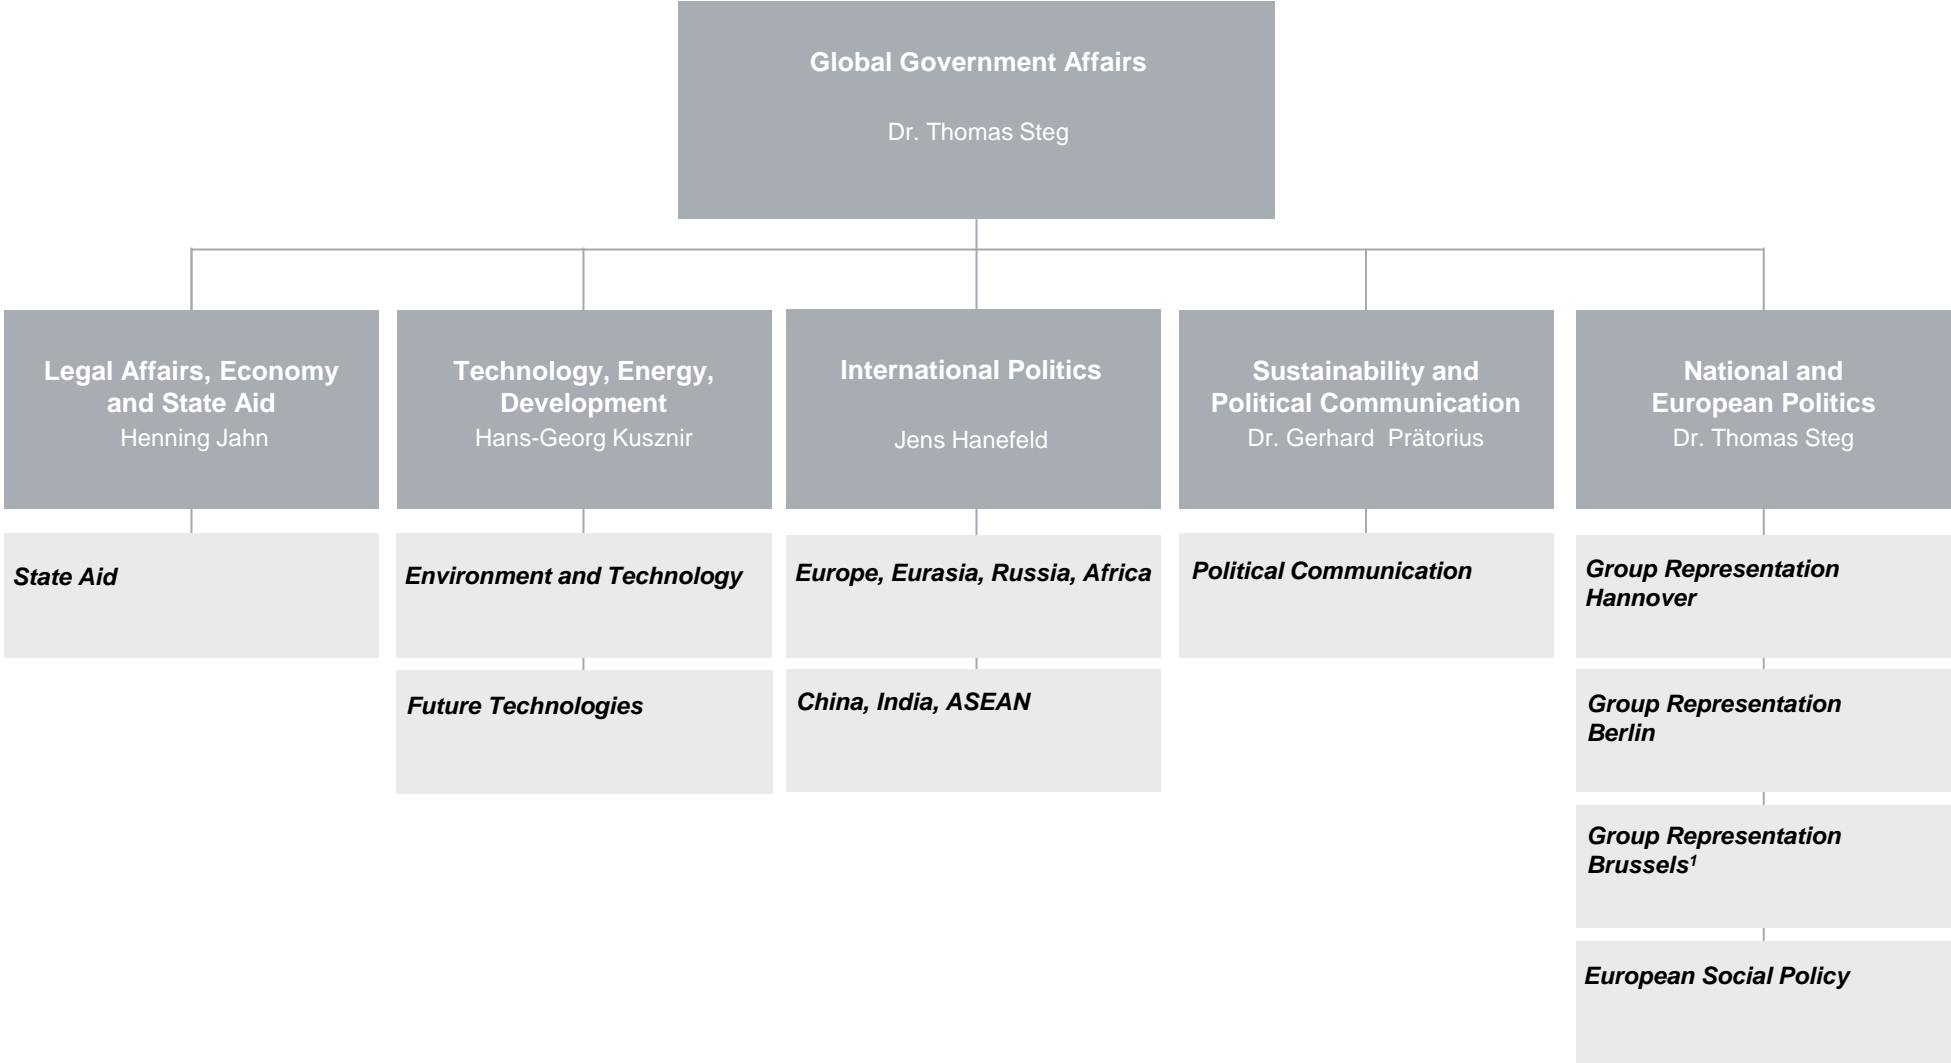 Global Government Affairs
Dr. Thomas Steg
Legal Affairs, Economy
and State Aid
Henning Jahn
Technology, Energy,
Development
Hans-Georg Kusznir
International Politics
Jens Hanefeld
Sustainability and
Political Communication
Dr. Gerhard  Prätorius
National and
European Politics
Dr. Thomas Steg
State Aid
Environment and Technology
Future Technologies
Europe, Eurasia, Russia, Africa
China, India, ASEAN
Political Communication
Group Representation
Hannover
Group Representation
Berlin
Group Representation
Brussels¹
European Social Policy